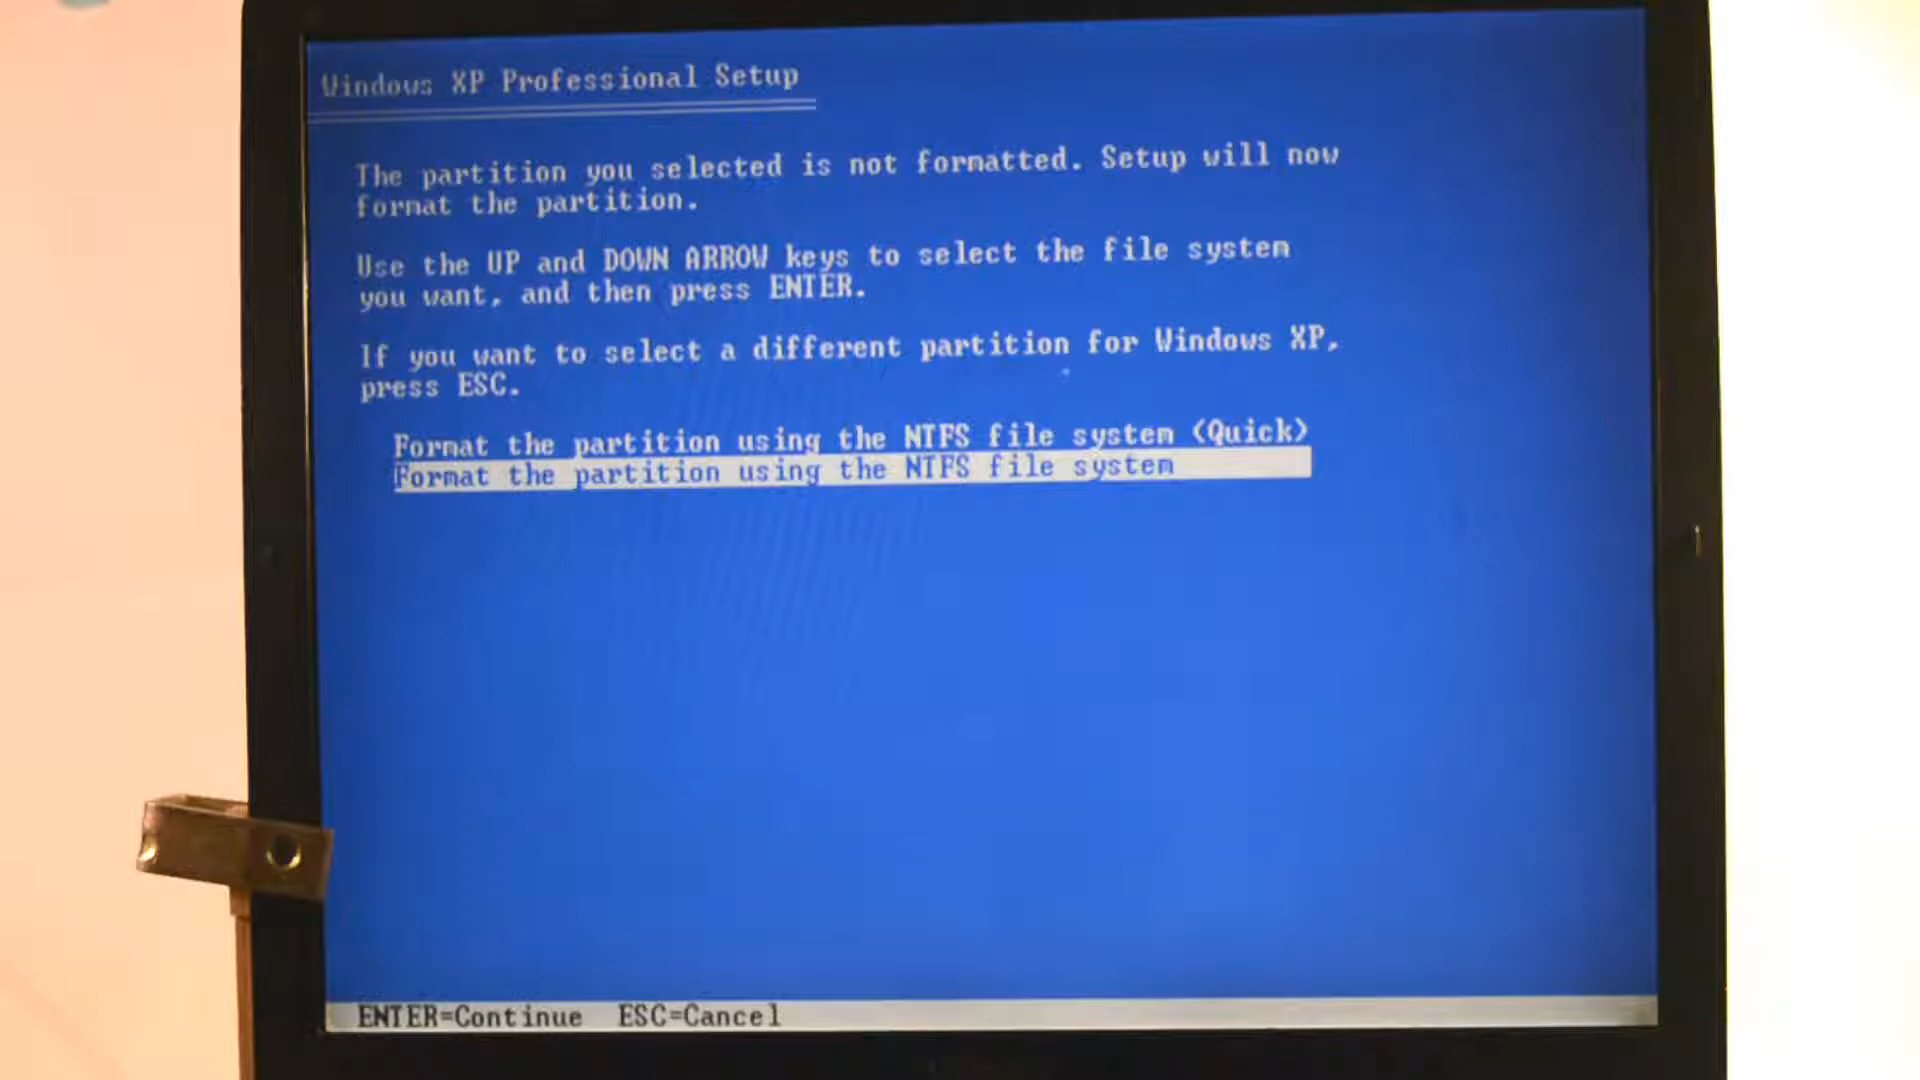 Windows XP Professional Setup
The partition you selected is not formatted. Setup will now
format the partition.
Use the UP and DOWN ARROW keys to select the file system
you want, and then press ENTER.
If you want to select a different partition for Windows XP,
press ESC.
Format the partition using the NTFS file system (Quick)
Format the partition using the NTFS file system
ENTER=Continue ESC=Cancel